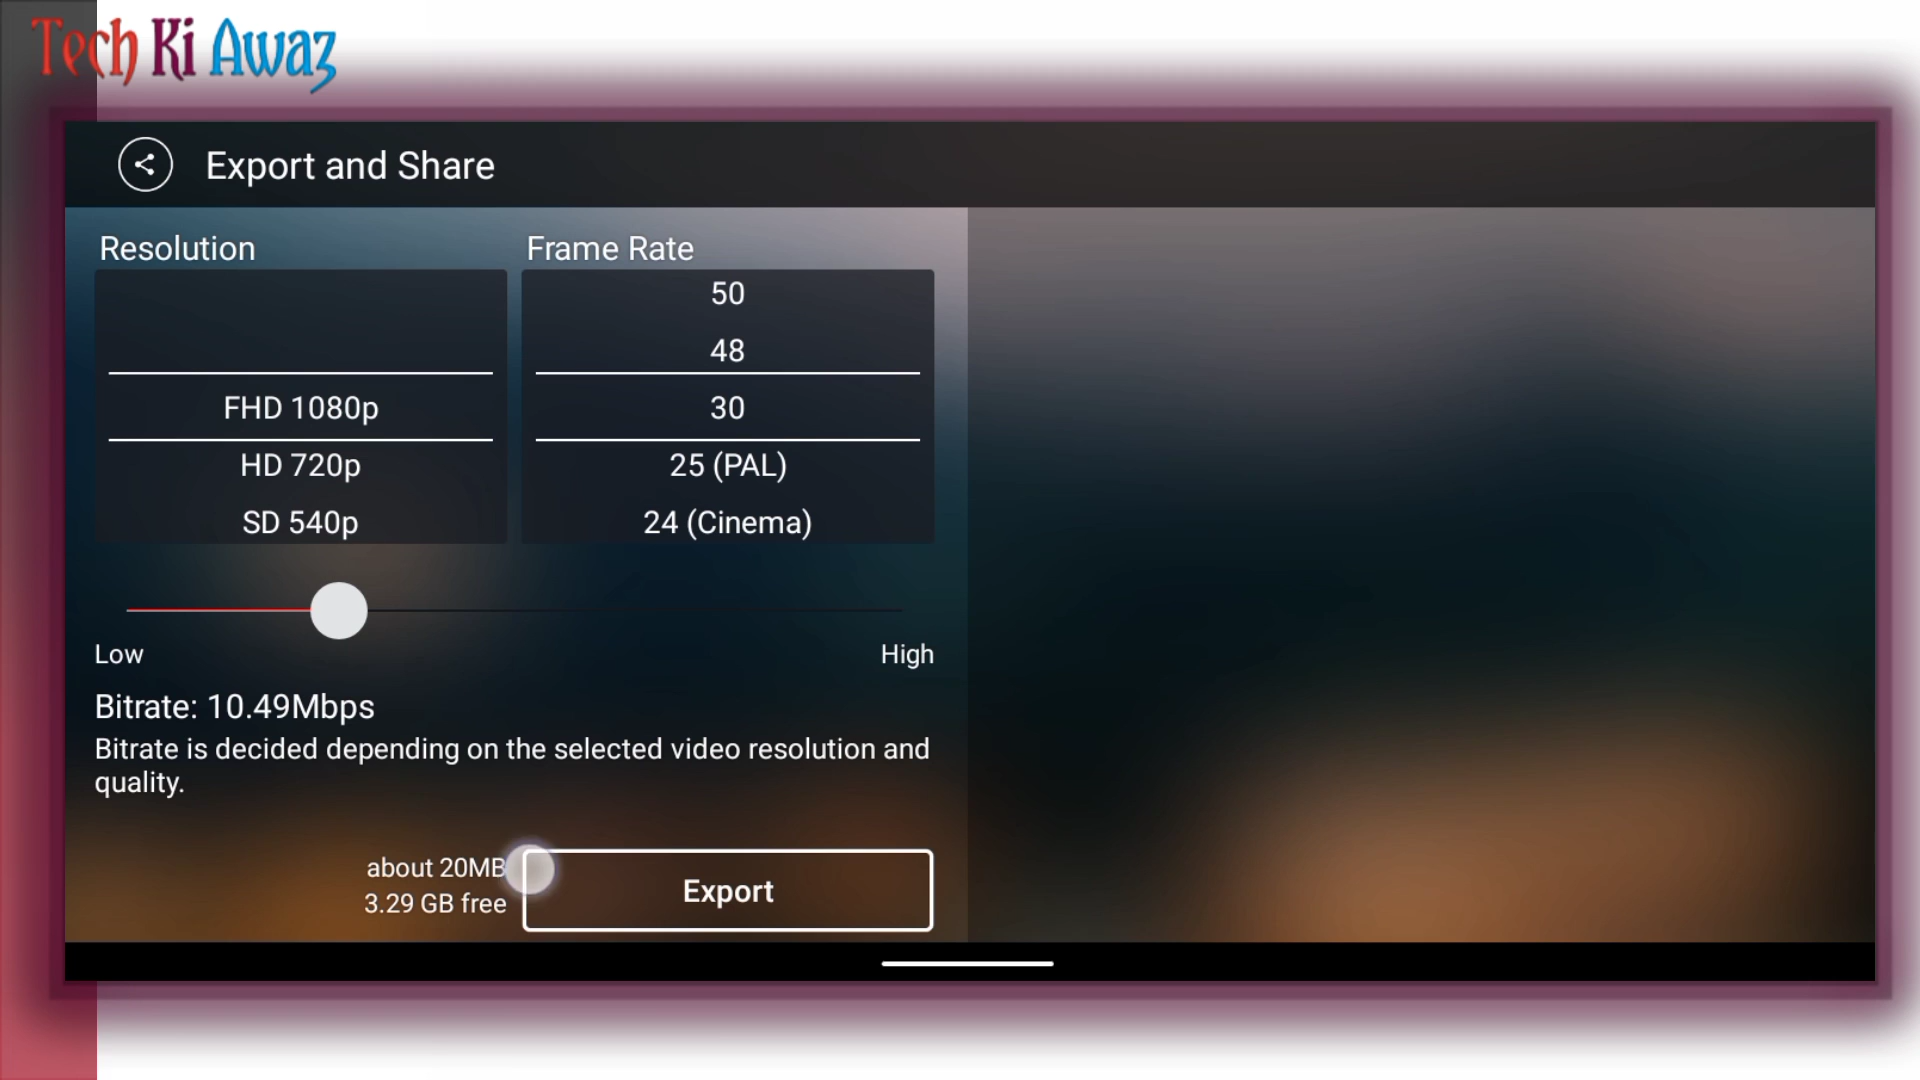 Tech Ki Awaz
Export and Share
Resolution
FHD 1080p
HD 720p
SD 540p
Frame Rate
50
48
30
25 (PAL)
24 (Cinema)
Low
High
Bitrate: 10.49Mbps
Bitrate is decided depending on the selected video resolution and
quality.
about 20MB
3.29 GB free
Export